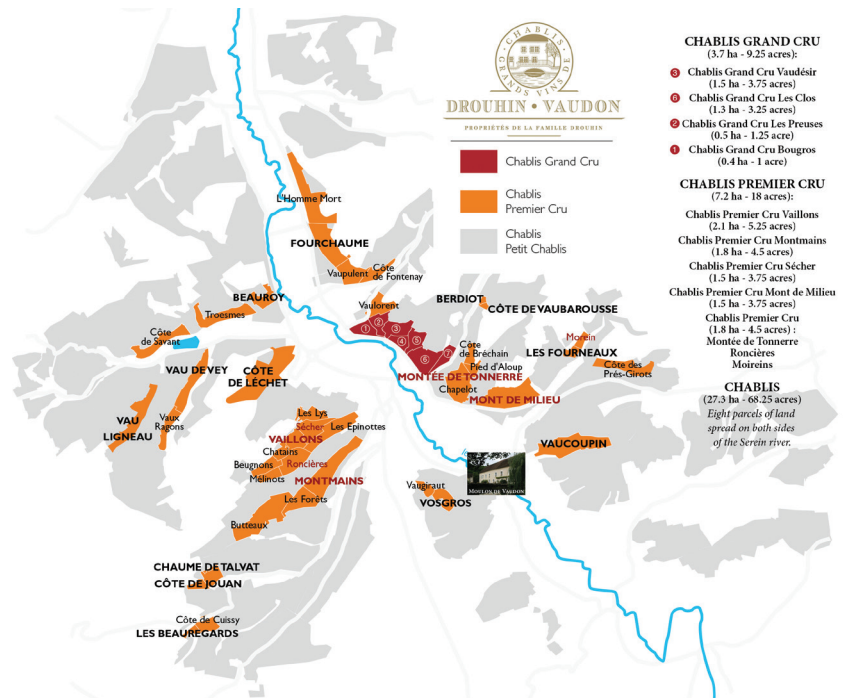 CHABLIS
GRANDS VINS DE
DROUHIN • VAUDON
PROPRIÉTÉS DE LA FAMILLE DROUHIN
Chablis Grand Cru
Chablis
Premier Cru
Chablis
Petit Chablis
CHABLIS GRAND CRU
(3.7 ha - 9.25 acres):
3 Chablis Grand Cru Vaudésir
(1.5 ha - 3.75 acres)
6 Chablis Grand Cru Les Clos
(1.3 ha - 3.25 acres)
2 Chablis Grand Cru Les Preuses
(0.5 ha - 1.25 acre)
1 Chablis Grand Cru Bougros
(0.4 ha - 1 acre)
CHABLIS PREMIER CRU
(7.2 ha - 18 acres):
Chablis Premier Cru Vaillons
(2.1 ha - 5.25 acres)
Chablis Premier Cru Montmains
(1.8 ha - 4.5 acres)
Chablis Premier Cru Sécher
(1.5 ha - 3.75 acres)
Chablis Premier Cru Mont de Milieu
(1.5 ha - 3.75 acres)
Chablis Premier Cru
(1.8 ha - 4.5 acres) :
Montée de Tonnerre
Roncières
Moireins
CHABLIS
(27.3 ha - 68.25 acres)
Eight parcels of land
spread on both sides
of the Serein river.
L'Homme Mort
FOURCHAUME
Vaupulent
Côte
de Fontenay
BEAUROY
Troesmes
Vaulorent
BERDIOT
CÔTE DE VAUBAROUSSE
Côte
de Savant
1
2
3
4
5
6
7
Côte
de Bréchain
Morein
LES FOURNEAUX
Pied d'Aloup
Côte des
Prés-Girots
VAU DE VEY
CÔTE
DE LÉCHET
MONTÉE DE TONNERRE
Chapelot
MONT DE MILIEU
VAU
LIGNEAU
Vaux
Ragons
Les Lys
Sécher
Les Epinottes
VAILLONS
Chatains
Beugnons
Roncières
Mélinots
MONTMAINS
VAUCOUPIN
Les Forêts
Butteaux
Vaugiraut
VOSGROS
MOULON DE VAUDON
CHAUME DE TALVAT
CÔTE DE JOUAN
Côte de Cuissy
LES BEAUREGARDS